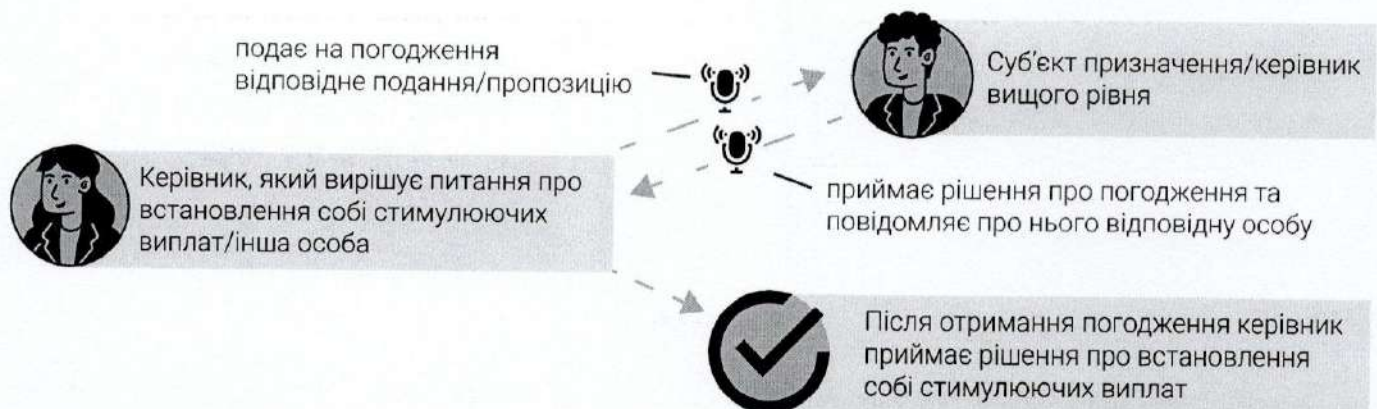 подає на погодження
відповідне подання/пропозицію
Суб'єкт призначення/керівник
вищого рівня
Керівник, який вирішує питання про
встановлення собі стимулюючих
виплат/інша особа
приймає рішення про погодження та
повідомляє про нього відповідну особу
Після отримання погодження керівник
приймає рішення про встановлення
собі стимулюючих виплат